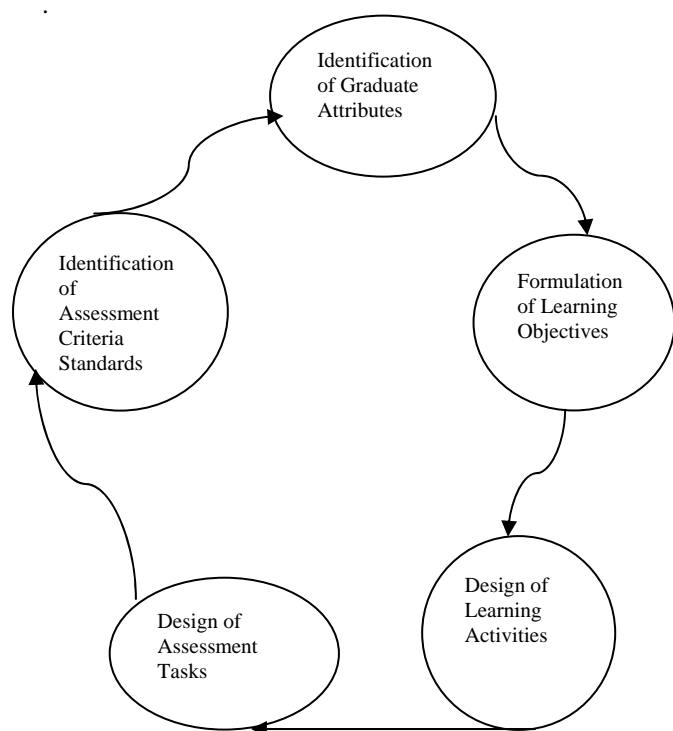 .
Identification
of Graduate
Attributes
Formulation
of Learning
Objectives
Design of
Learning
Activities
Design of
Assessment
Tasks
Identification
of
Assessment
Criteria
Standards